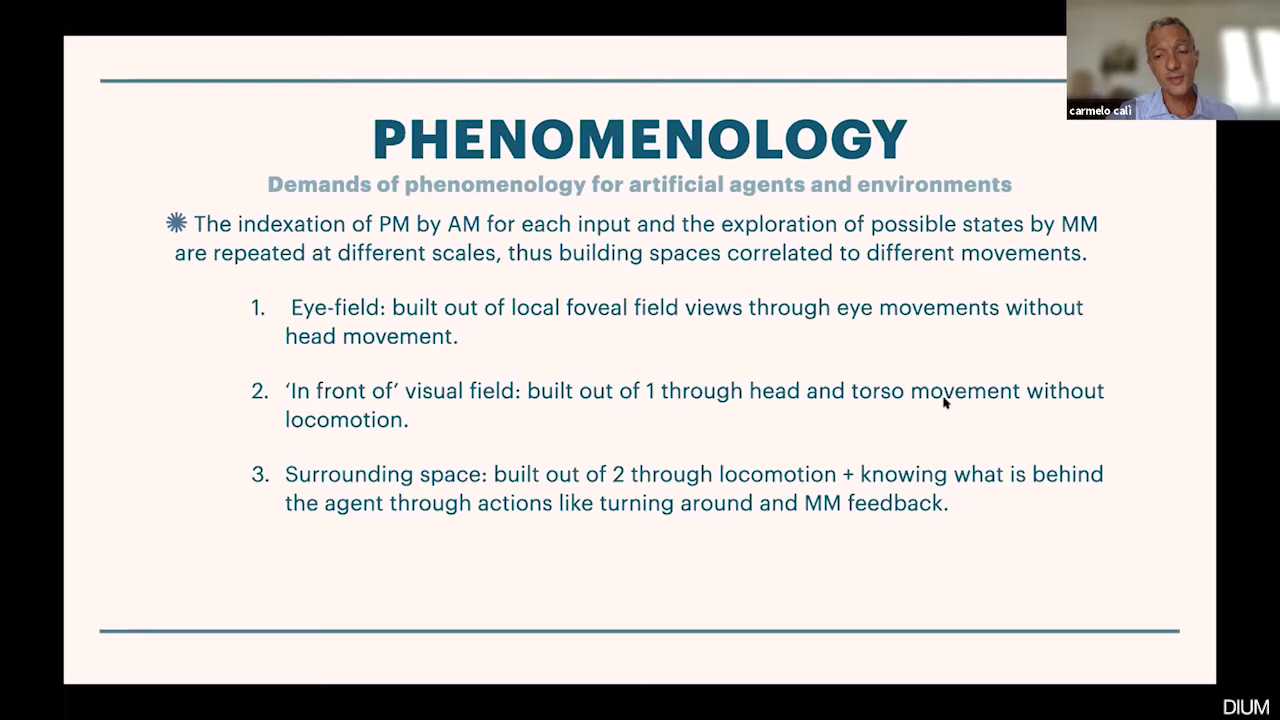 carmelo calì
PHENOMENOLOGY
Demands of phenomenology for artificial agents and environments
✺ The indexation of PM by AM for each input and the exploration of possible states by MM
are repeated at different scales, thus building spaces correlated to different movements.
1. Eye-field: built out of local foveal field views through eye movements without
head movement.
2. ‘In front of’ visual field: built out of 1 through head and torso movement without
locomotion.
3. Surrounding space: built out of 2 through locomotion + knowing what is behind
the agent through actions like turning around and MM feedback.
DIUM